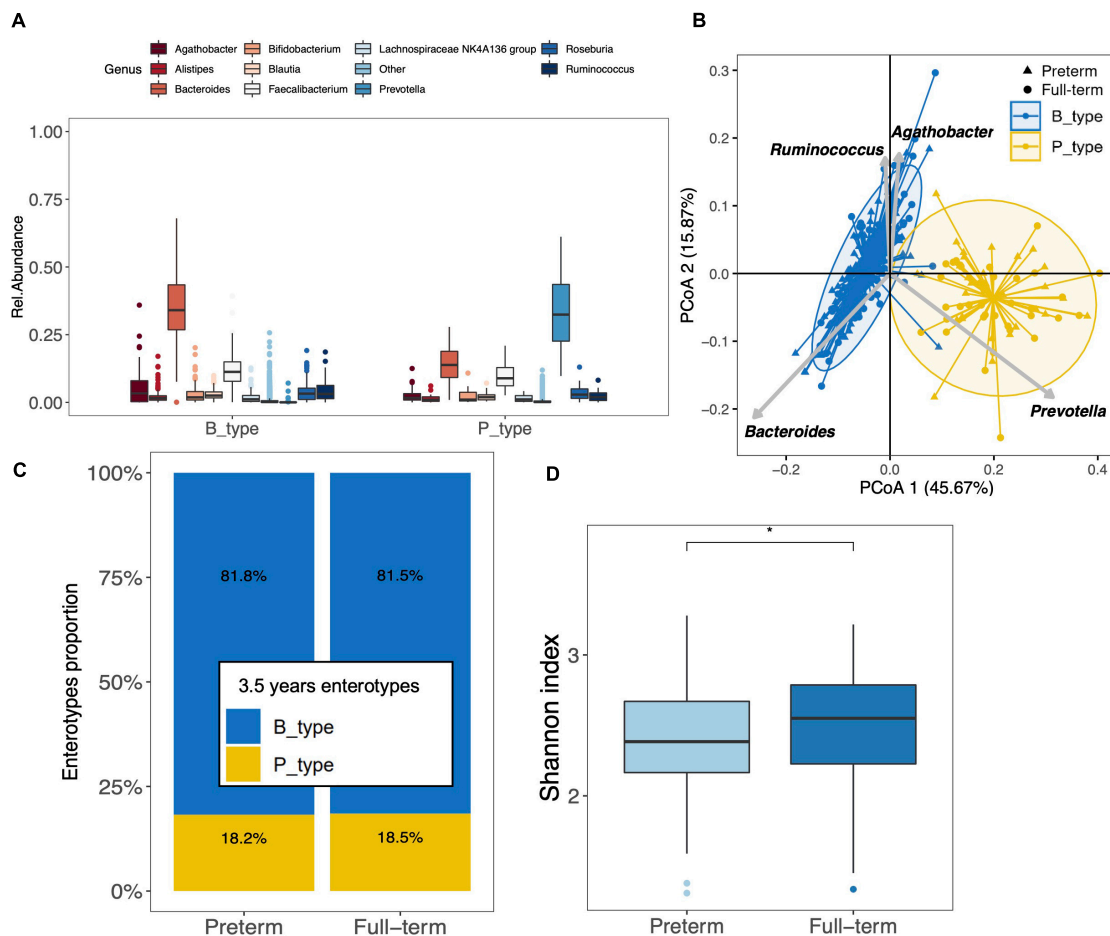 A
Genus
Agathobacter
Alistipes
Bacteroides
Bifidobacterium
Blautia
Faecalibacterium
Lachnospiraceae NK4A136 group
Other
Prevotella
Roseburia
Ruminococcus
Rel.Abundance
1.00
0.75
0.50
0.25
0.00
B_type
P_type
B
Preterm
Full-term
B_type
P_type
Agathobacter
Ruminococcus
Bacteroides
Prevotella
PCoA 2 (15.87%)
0.3
0.2
0.1
0.0
−0.1
−0.2
−0.2
0.0
0.2
0.4
PCoA 1 (45.67%)
C
Enterotypes proportion
100%
75%
50%
25%
0%
81.8%
81.5%
3.5 years enterotypes
B_type
P_type
18.2%
18.5%
Preterm
Full−term
D
Shannon index
*
3
2
Preterm
Full−term